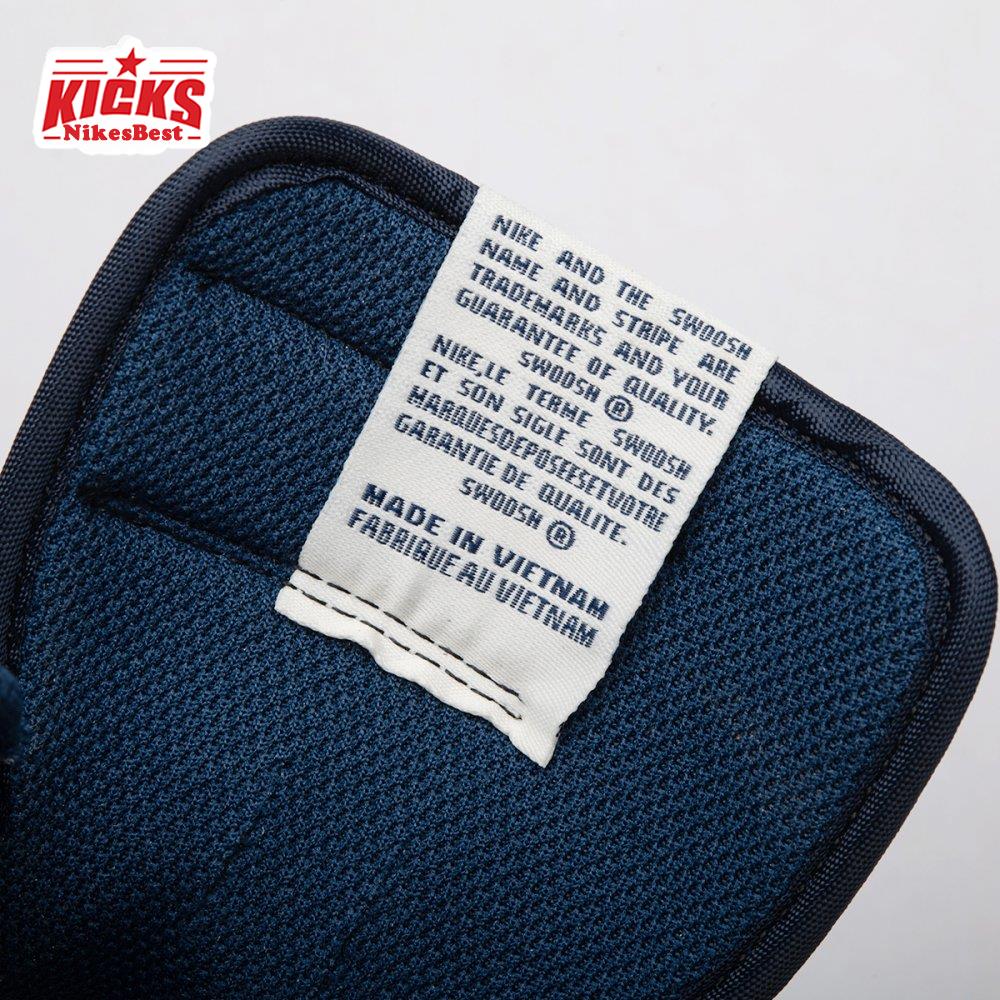 KICKS
NikesBest
NIKE AND THE SWOOSH
NAME AND STRIPE ARE
TRADEMARKS AND YOUR
GUARANTEE OF QUALITY.
SWOOSH ®
NIKE,LE TERME SWOOSH
ET SON SIGLE SONT DES
MARQUESDEPOSEESETVOTRE
GARANTIE DE QUALITE.
SWOOSH ®
MADE IN VIETNAM
FABRIQUE AU VIETNAM